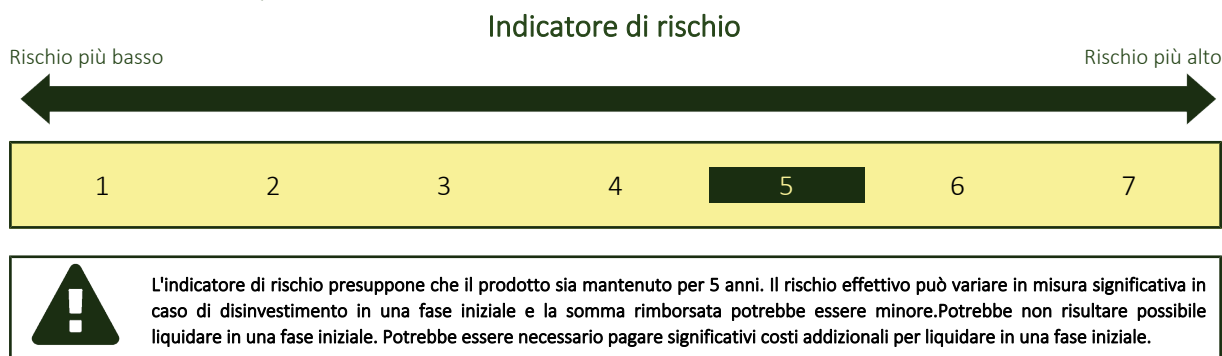 Indicatore di rischio
Rischio più basso Rischio più alto
1 2 3 4 5 6 7
L'indicatore di rischio presuppone che il prodotto sia mantenuto per 5 anni. Il rischio effettivo può variare in misura significativa in
caso di disinvestimento in una fase iniziale e la somma rimborsata potrebbe essere minore.Potrebbe non risultare possibile
liquidare in una fase iniziale. Potrebbe essere necessario pagare significativi costi addizionali per liquidare in una fase iniziale.